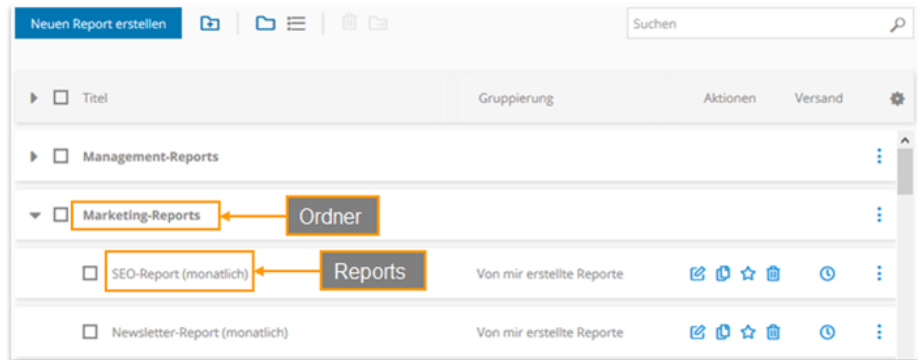 Neuen Report erstellen
Suchen
Titel Gruppierung Aktionen Versand
Management-Reports
Marketing-Reports Ordner
SEO-Report (monatlich) Reports Von mir erstellte Reporte
Newsletter-Report (monatlich) Von mir erstellte Reporte